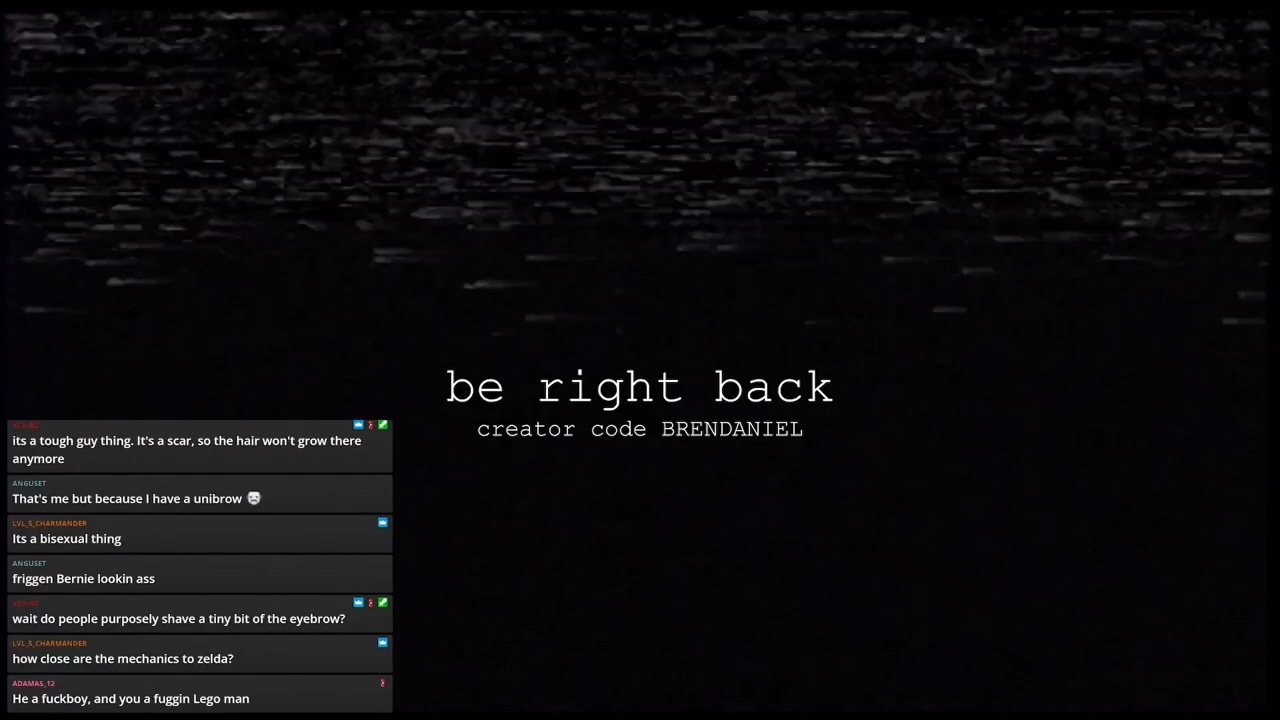 be right back
creator code BRENDANIEL
its a tough guy thing. It's a scar, so the hair won't grow there
anymore
ANGUSET
That's me but because I have a unibrow
LVL_5_CHARMANDER
Its a bisexual thing
ANGUSET
friggen Bernie lookin ass
wait do people purposely shave a tiny bit of the eyebrow?
LVL_5_CHARMANDER
how close are the mechanics to zelda?
ADAMAS_12
He a fuckboy, and you a fuggin Lego man